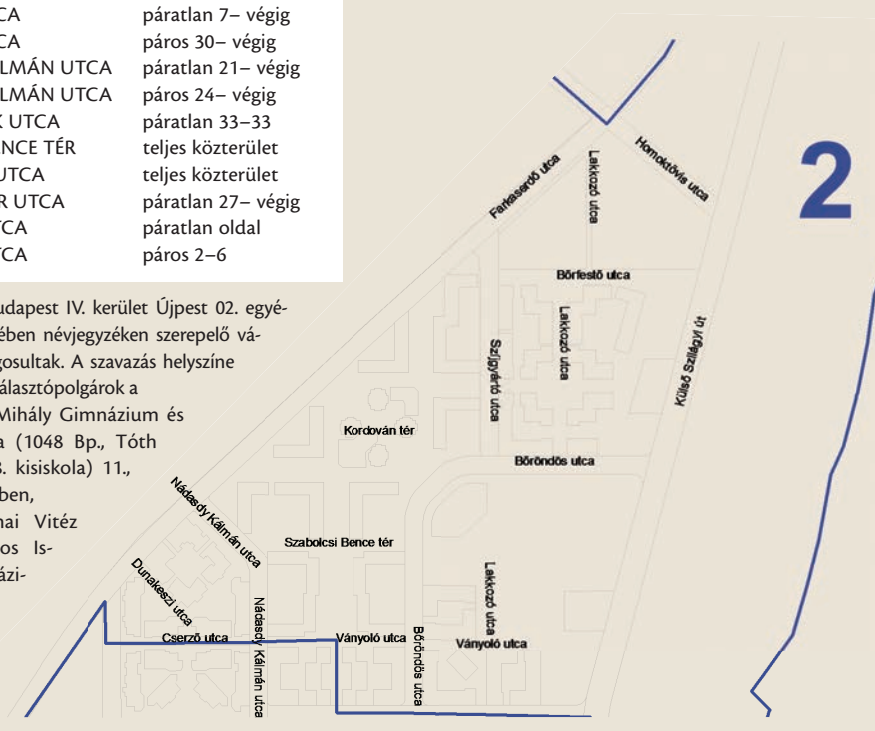 CA páratlan 7– végig
CA páros 30– végig
LMÁN UTCA páratlan 21– végig
LMÁN UTCA páros 24– végig
K UTCA páratlan 33–33
NCE TÉR teljes közterület
UTCA teljes közterület
R UTCA páratlan 27– végig
TCA páratlan oldal
TCA páros 2–6
udapest IV. kerület Újpest 02. egyé-
ében névjegyzéken szerepelő vá-
gosultak. A szavazás helyszíne
álasztópolgárok a
Mihály Gimnázium és
a (1048 Bp., Tóth
8. kisiskola) 11.,
ében,
nai Vitéz
os Is-
ázi-
2
Homoktövis utca
Farkaserdő utca
Lakkozó utca
Bőrfestő utca
Lakkozó utca
Szíjgyártó utca
Külső Szilágyi út
Kordován tér
Bőröndös utca
Nádasdy Kálmán utca
Szabolcsi Bence tér
Dunakeszi utca
Lakkozó utca
Nádasdy Kálmán utca
Cserző utca
Ványoló utca
Bőröndös utca
Ványoló utca